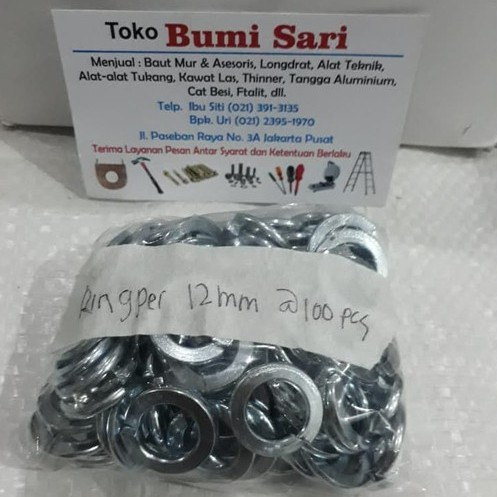 Toko Bumi Sari
Menjual : Baut Mur & Asesoris, Longdrat, Alat Teknik,
Alat-alat Tukang, Kawat Las, Thinner, Tangga Aluminium,
Cat Besi, Ftalit, dll.
Telp. Ibu Siti (021) 391-3135
Bpk. Uri (021) 2395-1970
Jl. Paseban Raya No. 3A Jakarta Pusat
Terima Layanan Pesan Antar Syarat dan Ketentuan Berlaku
Ringper 12mm @100 pcs